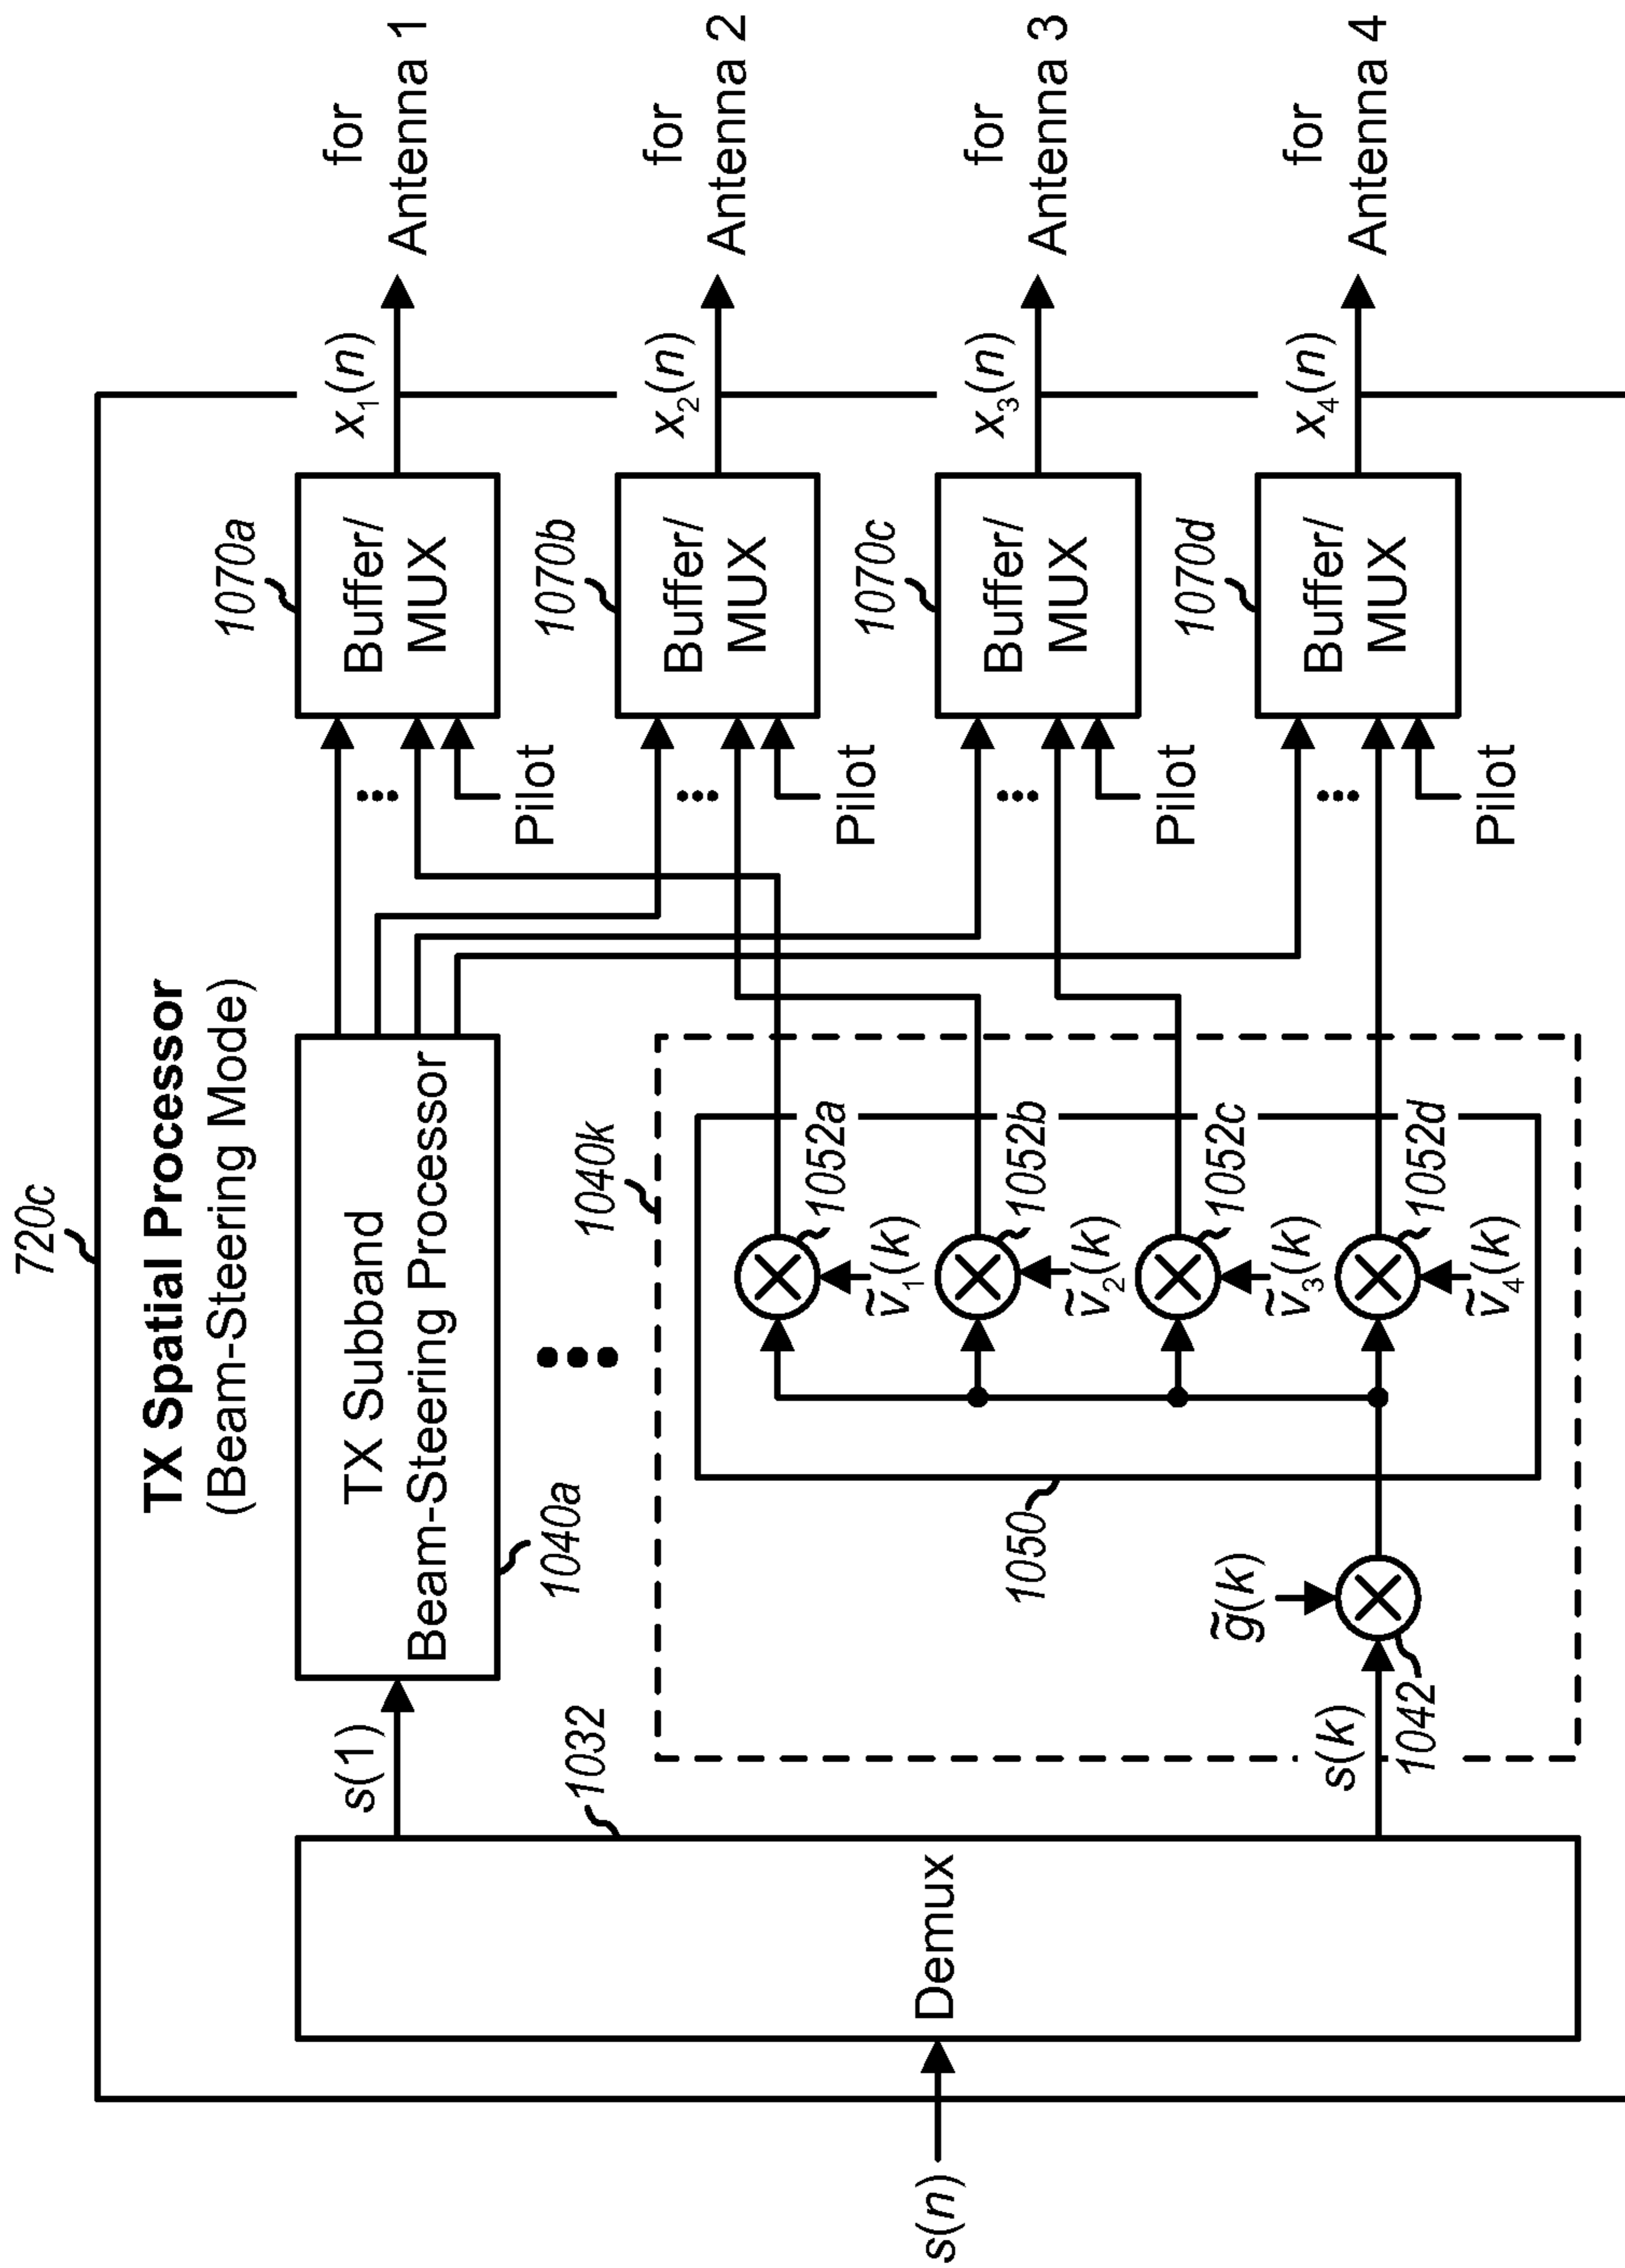 720c
TX Spatial Processor
(Beam-Steering Mode)
s(n)
Demux
1032
s(1)
TX Subband
Beam-Steering Processor
1040a
1040k
s(k)
1042
g̃(k)
1050
1052a
ṽ₁(k)
1052b
ṽ₂(k)
1052c
ṽ₃(k)
1052d
ṽ₄(k)
1070a
Buffer/
MUX
Pilot
x₁(n)
for
Antenna 1
1070b
Buffer/
MUX
Pilot
x₂(n)
for
Antenna 2
1070c
Buffer/
MUX
Pilot
x₃(n)
for
Antenna 3
1070d
Buffer/
MUX
Pilot
x₄(n)
for
Antenna 4